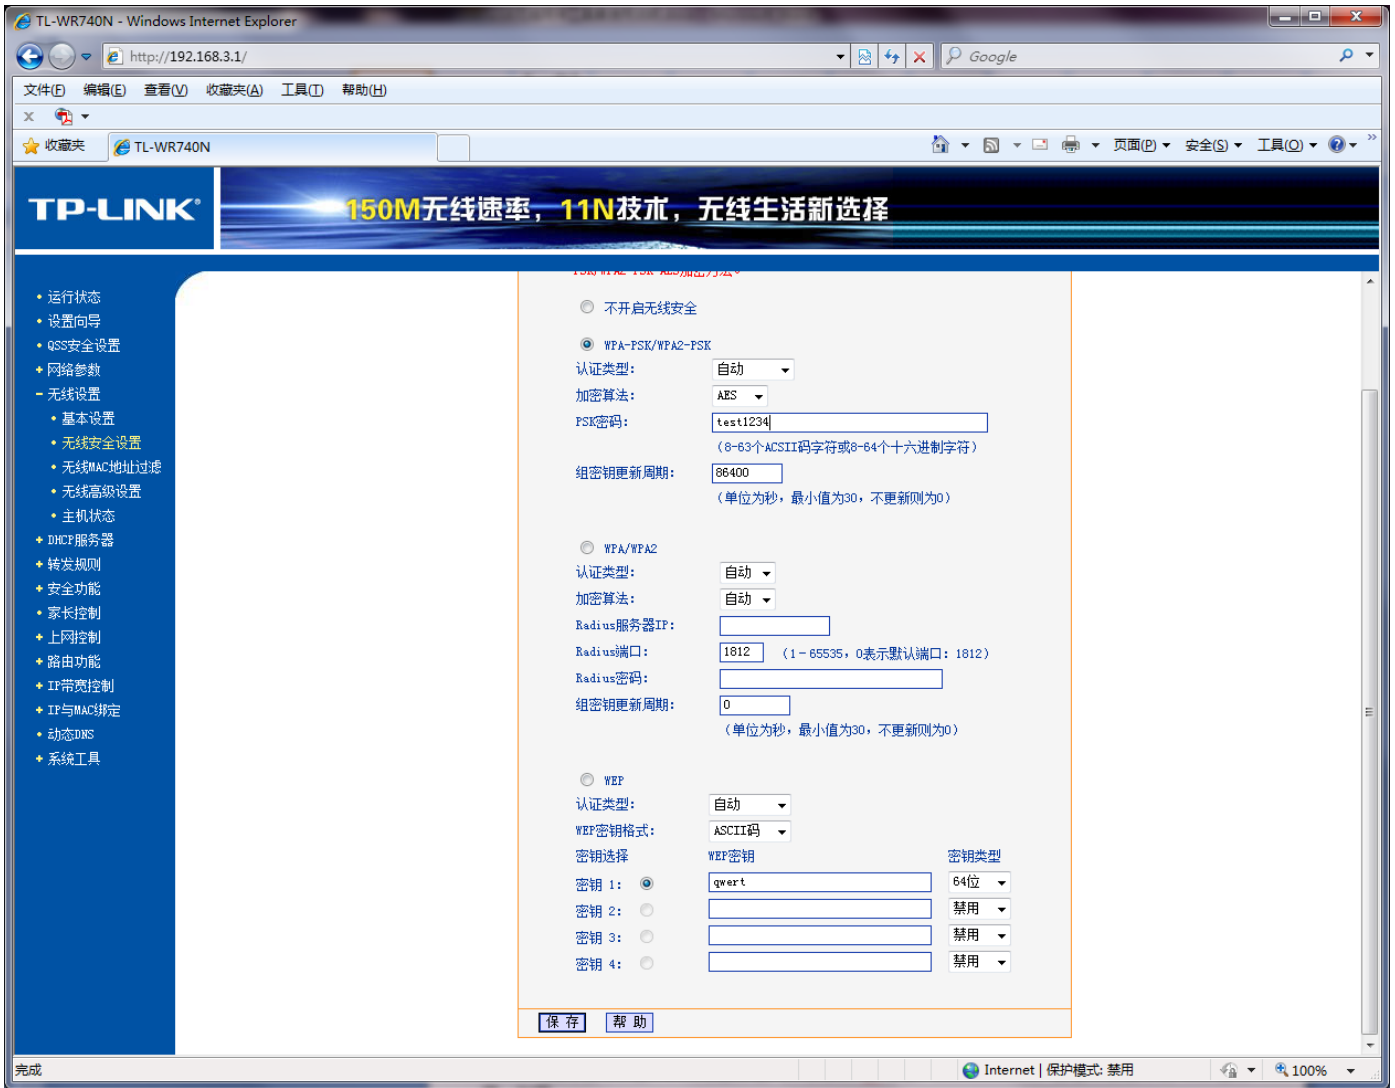 TL-WR740N - Windows Internet Explorer
http://192.168.3.1/
Google
文件(F) 编辑(E) 查看(V) 收藏夹(A) 工具(T) 帮助(H)
x
收藏夹 TL-WR740N 页面(P) 安全(S) 工具(O)
TP-LINK® 150M无线速率，11N技术，无线生活新选择
PSK/WPA2-PSK AES加密方法。
• 运行状态
• 设置向导
• QSS安全设置
+ 网络参数
- 无线设置
• 基本设置
• 无线安全设置
• 无线MAC地址过滤
• 无线高级设置
• 主机状态
+ DHCP服务器
+ 转发规则
+ 安全功能
• 家长控制
+ 上网控制
+ 路由功能
+ IP带宽控制
+ IP与MAC绑定
• 动态DNS
+ 系统工具
不开启无线安全
WPA-PSK/WPA2-PSK
认证类型： 自动
加密算法： AES
PSK密码： test1234
（8-63个ACSII码字符或8-64个十六进制字符）
组密钥更新周期： 86400
（单位为秒，最小值为30，不更新则为0）
WPA/WPA2
认证类型： 自动
加密算法： 自动
Radius服务器IP：
Radius端口： 1812 （1-65535，0表示默认端口：1812）
Radius密码：
组密钥更新周期： 0
（单位为秒，最小值为30，不更新则为0）
WEP
认证类型： 自动
WEP密钥格式： ASCII码
密钥选择 WEP密钥 密钥类型
密钥 1： qwert 64位
密钥 2： 禁用
密钥 3： 禁用
密钥 4： 禁用
保 存 帮 助
完成 Internet | 保护模式: 禁用 100%